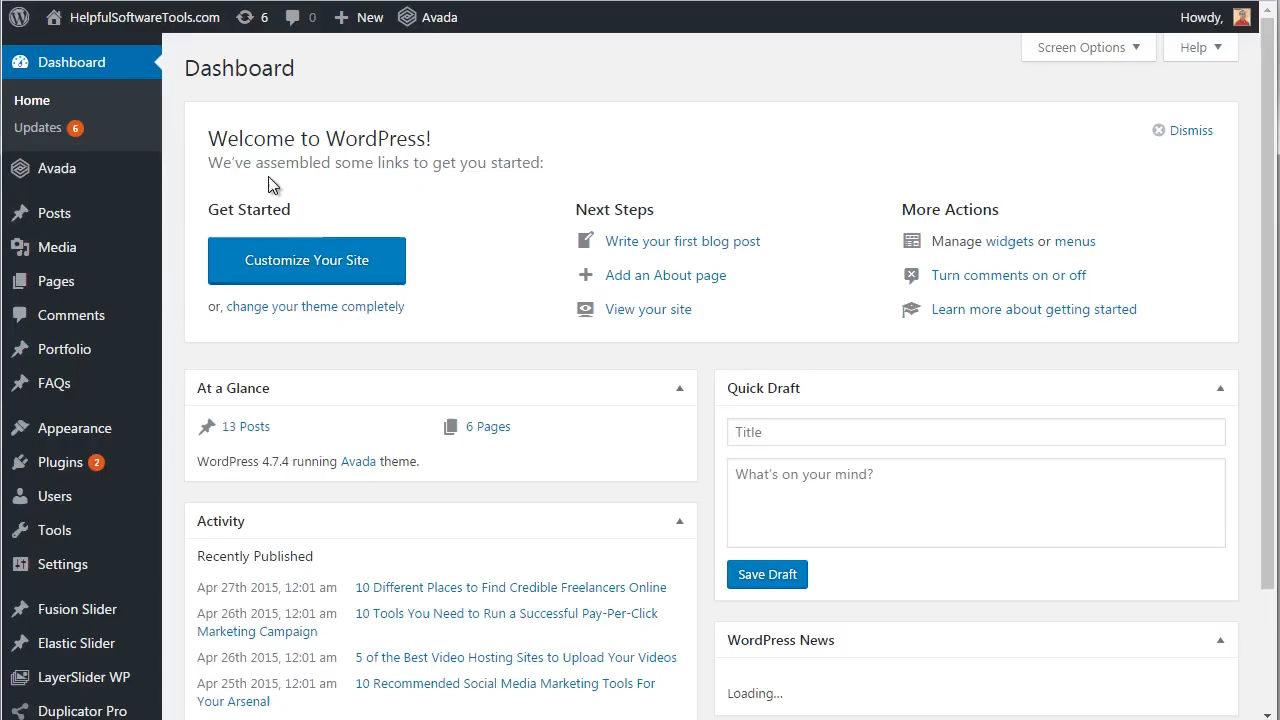 HelpfulSoftwareTools.com 6 0 New Avada Howdy,
Dashboard
Home
Updates 6
Avada
Posts
Media
Pages
Comments
Portfolio
FAQs
Appearance
Plugins 2
Users
Tools
Settings
Fusion Slider
Elastic Slider
LayerSlider WP
Duplicator Pro
Screen Options Help
Dashboard
Welcome to WordPress!
We've assembled some links to get you started:
Dismiss
Get Started
Customize Your Site
or, change your theme completely
Next Steps
Write your first blog post
Add an About page
View your site
More Actions
Manage widgets or menus
Turn comments on or off
Learn more about getting started
At a Glance
13 Posts 6 Pages
WordPress 4.7.4 running Avada theme.
Activity
Recently Published
Apr 27th 2015, 12:01 am 10 Different Places to Find Credible Freelancers Online
Apr 26th 2015, 12:01 am 10 Tools You Need to Run a Successful Pay-Per-Click
Marketing Campaign
Apr 26th 2015, 12:01 am 5 of the Best Video Hosting Sites to Upload Your Videos
Apr 25th 2015, 12:01 am 10 Recommended Social Media Marketing Tools For
Your Arsenal
Quick Draft
Title
What's on your mind?
Save Draft
WordPress News
Loading...